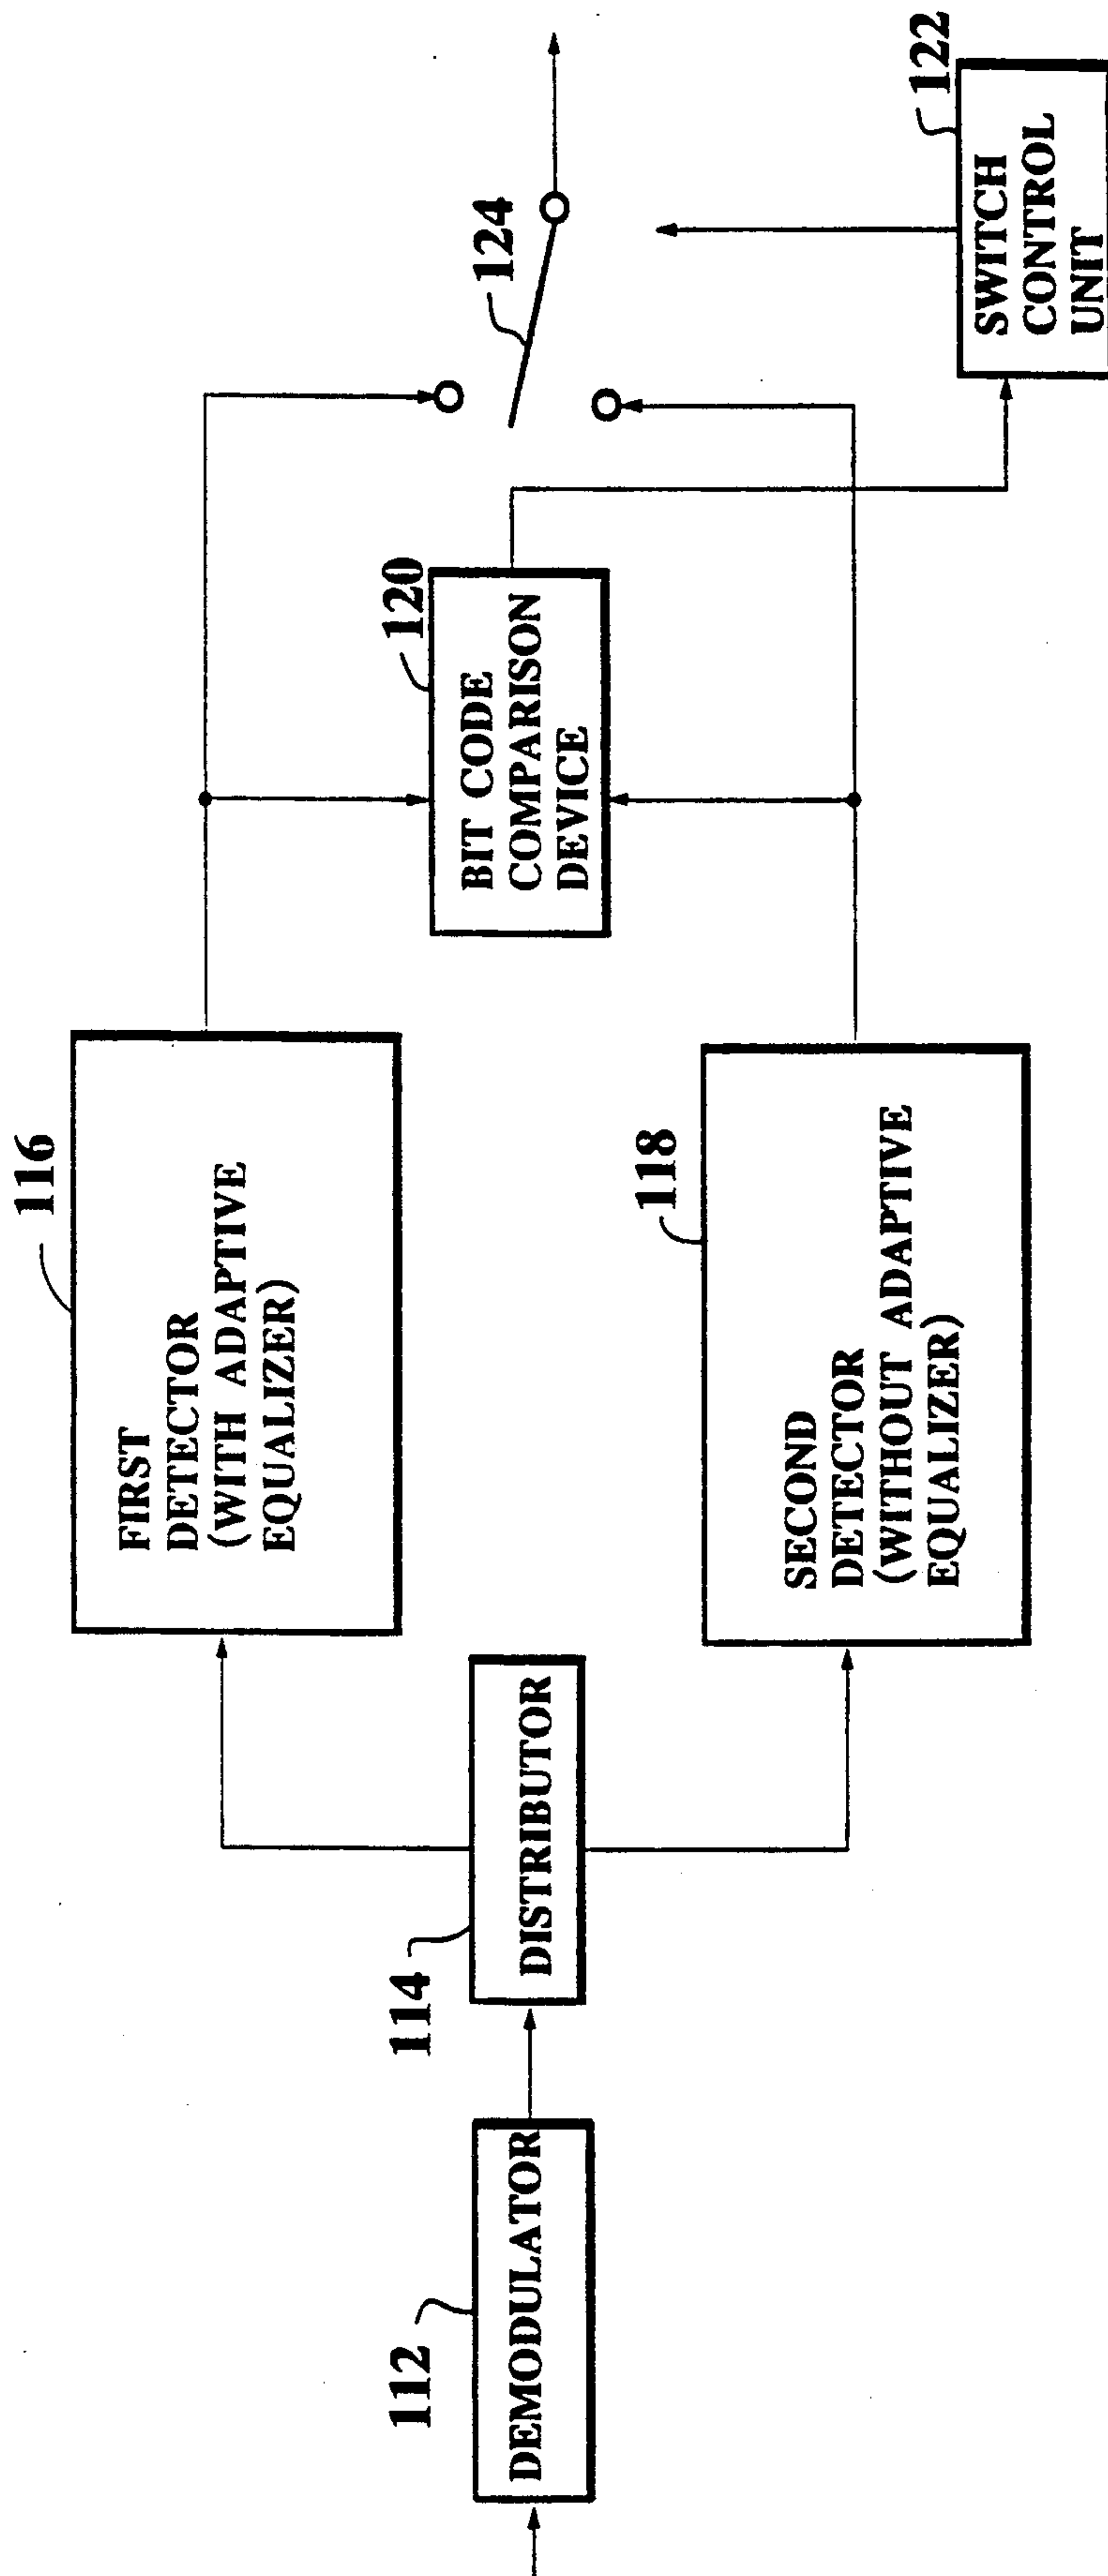 112
DEMODULATOR
114
DISTRIBUTOR
116
FIRST
DETECTOR
(WITH ADAPTIVE
EQUALIZER)
118
SECOND
DETECTOR
(WITHOUT ADAPTIVE
EQUALIZER)
120
BIT CODE
COMPARISON
DEVICE
124
122
SWITCH
CONTROL
UNIT